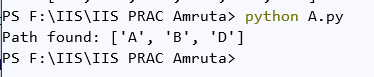 PS F:\IIS\IIS PRAC Amruta> python A.py
Path found: ['A', 'B', 'D']
PS F:\IIS\IIS PRAC Amruta>